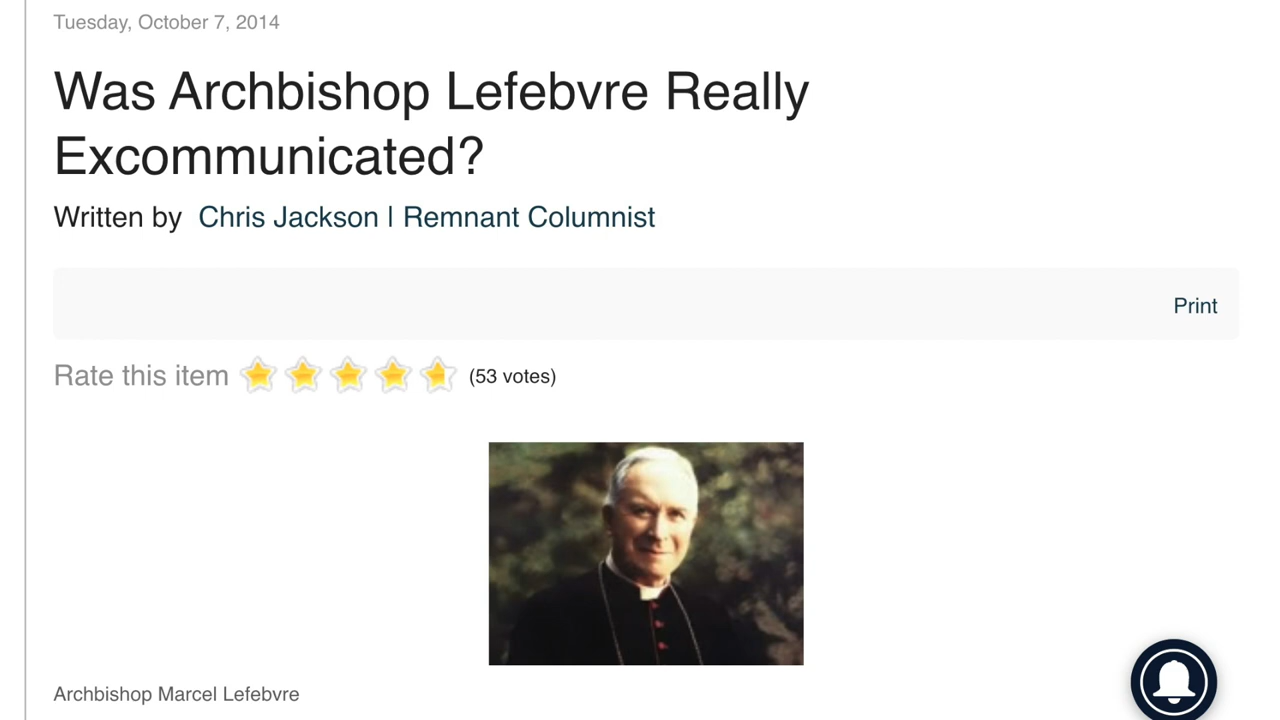 Tuesday, October 7, 2014
Was Archbishop Lefebvre Really
Excommunicated?
Written by Chris Jackson | Remnant Columnist
Print
Rate this item (53 votes)
Archbishop Marcel Lefebvre